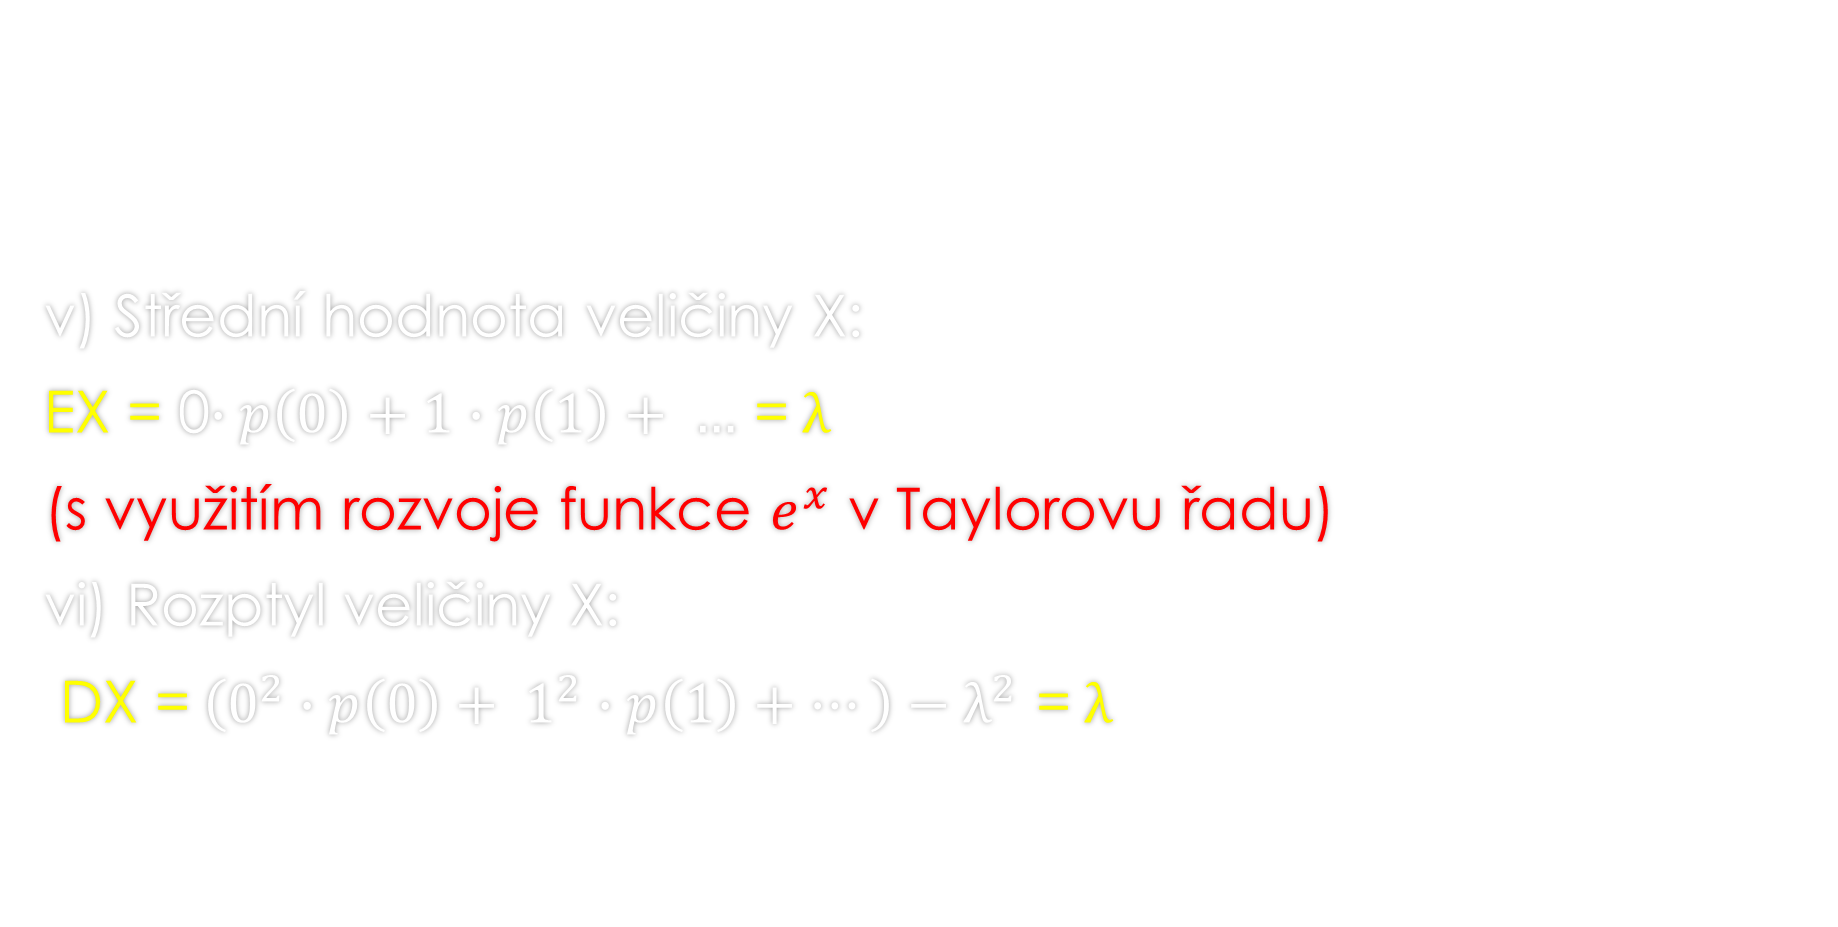 v) Střední hodnota veličiny X:
EX = 0· p(0) + 1 · p(1) + … = λ
(s využitím rozvoje funkce eˣ v Taylorovu řadu)
vi) Rozptyl veličiny X:
DX = (0² · p(0) + 1² · p(1) + ⋯ ) − λ² = λ